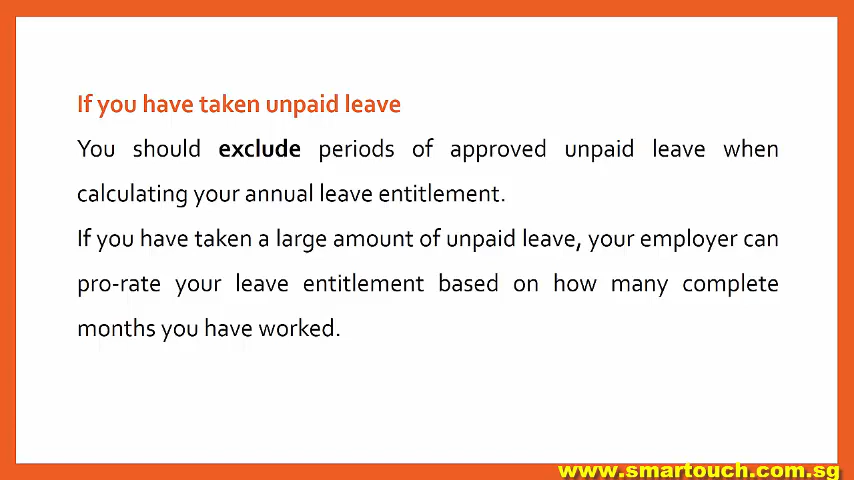 If you have taken unpaid leave
You should exclude periods of approved unpaid leave when
calculating your annual leave entitlement.
If you have taken a large amount of unpaid leave, your employer can
pro-rate your leave entitlement based on how many complete
months you have worked.
www.smartouch.com.sg